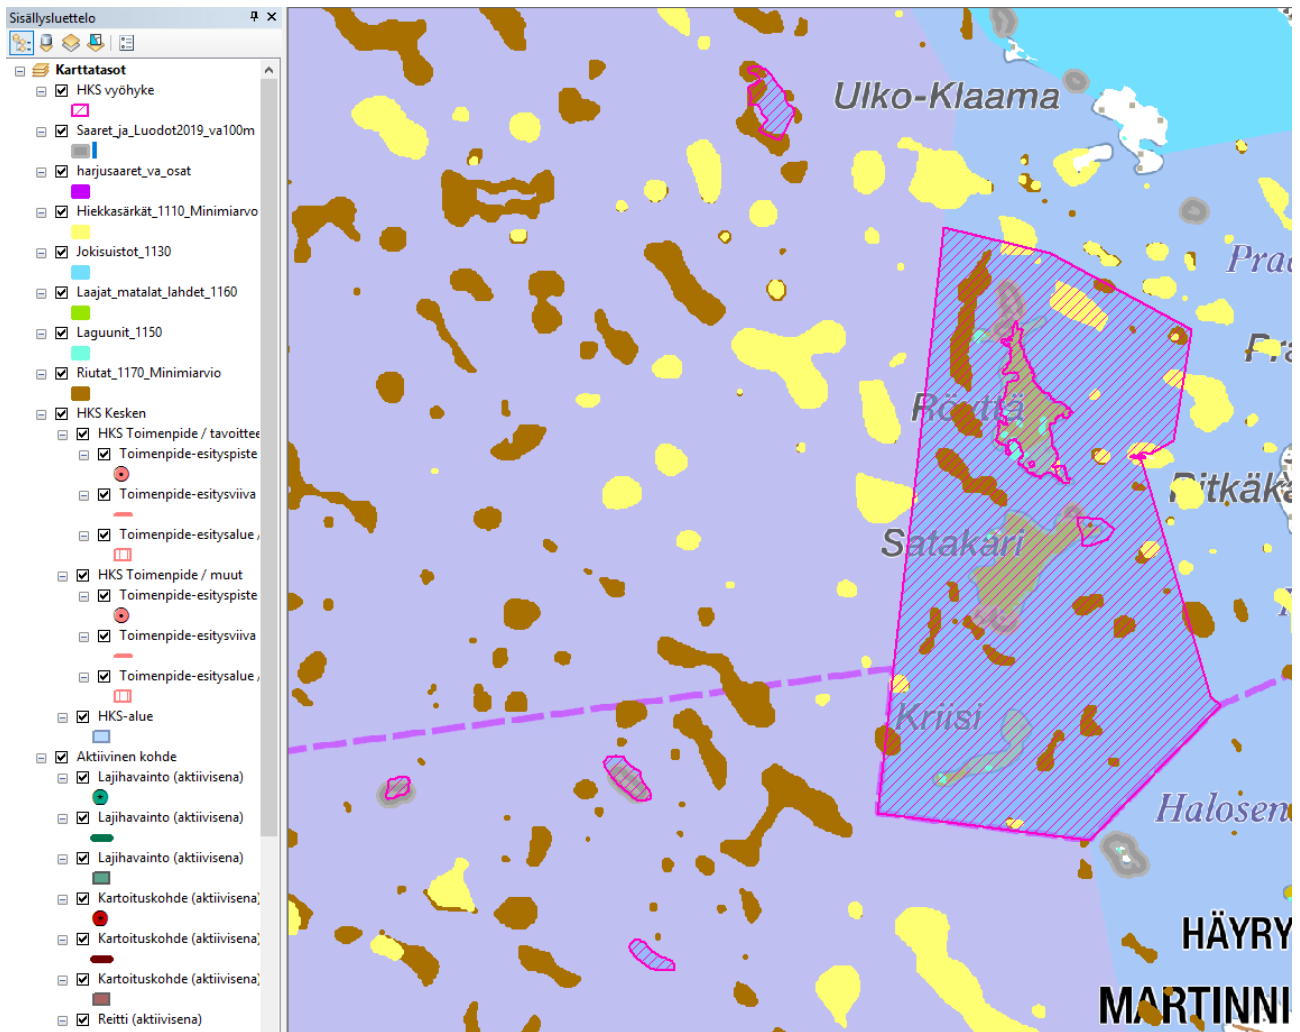 Sisällysluettelo
Karttatasot
HKS vyöhyke
Saaret_ja_Luodot2019_va100m
harjusaaret_va_osat
Hiekkasärkät_1110_Minimiarvo
Jokisuistot_1130
Laajat_matalat_lahdet_1160
Laguunit_1150
Riutat_1170_Minimiarvio
HKS Kesken
HKS Toimenpide / tavoittee
Toimenpide-esityspiste
Toimenpide-esitysviiva
Toimenpide-esitysalue /
HKS Toimenpide / muut
Toimenpide-esityspiste
Toimenpide-esitysviiva
Toimenpide-esitysalue /
HKS-alue
Aktiivinen kohde
Lajihavainto (aktiivisena)
Lajihavainto (aktiivisena)
Lajihavainto (aktiivisena)
Kartoituskohde (aktiivisena)
Kartoituskohde (aktiivisena)
Kartoituskohde (aktiivisena)
Reitti (aktiivisena)
Ulko-Klaama
Röyttä
Satakari
Kriisi
Halosen
HÄYRY
MARTINNI